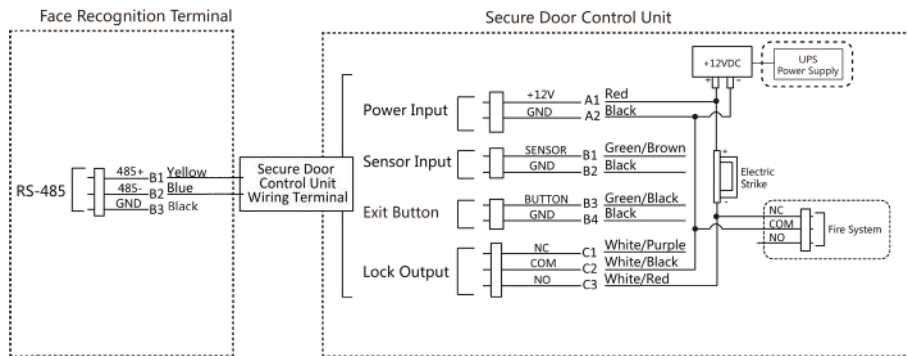 Face Recognition Terminal
Secure Door Control Unit
+12VDC
+ -
UPS
Power Supply
Power Input
+12V A1 Red
GND A2 Black
Sensor Input
SENSOR B1 Green/Brown
GND B2 Black
RS-485
485+ B1 Yellow
485- B2 Blue
GND B3 Black
Secure Door
Control Unit
Wiring Terminal
+
Electric
Strike
Exit Button
BUTTON B3 Green/Black
GND B4 Black
NC
COM
NO
Fire System
Lock Output
NC C1 White/Purple
COM C2 White/Black
NO C3 White/Red